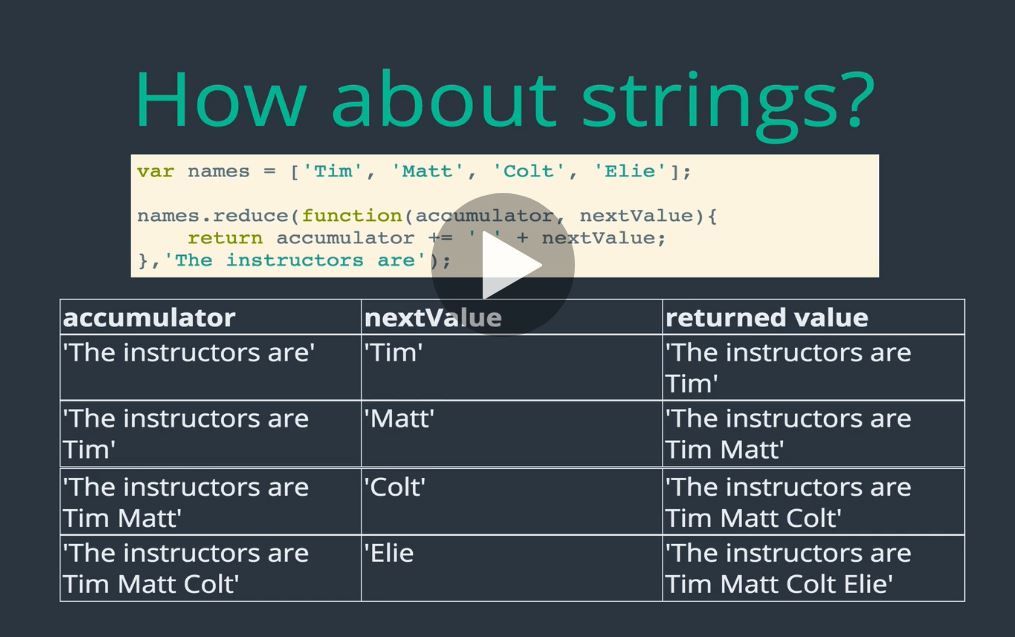 How about strings?
var names = ['Tim', 'Matt', 'Colt', 'Elie'];
names.reduce(function(accumulator, nextValue){
return accumulator += ' ' + nextValue;
},'The instructors are');
accumulator nextValue returned value
'The instructors are' 'Tim' 'The instructors are
Tim'
'The instructors are 'Matt' 'The instructors are
Tim' Tim Matt'
'The instructors are 'Colt' 'The instructors are
Tim Matt' Tim Matt Colt'
'The instructors are 'Elie 'The instructors are
Tim Matt Colt' Tim Matt Colt Elie'